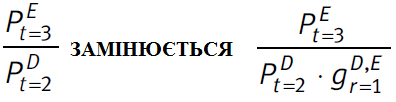 P^E_{t=3} / P^D_{t=2} ЗАМІНЮЄТЬСЯ P^E_{t=3} / P^D_{t=2} · g^{D,E}_{r=1}